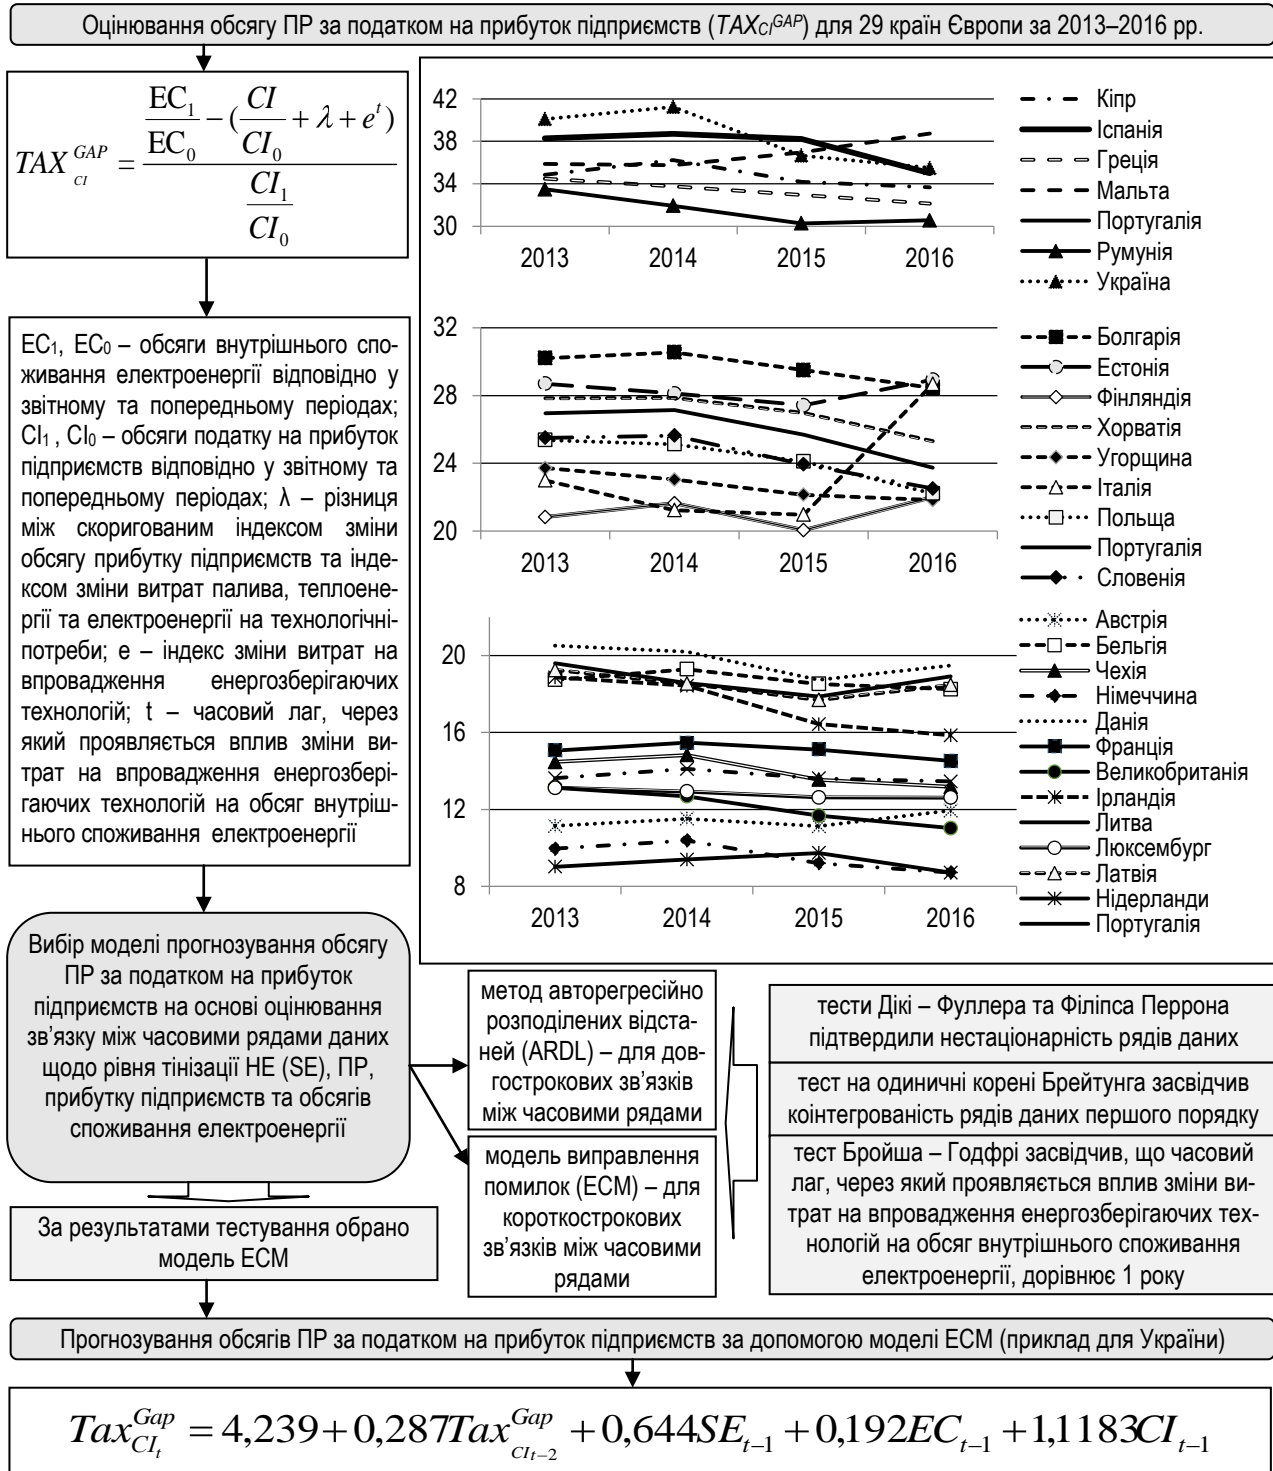 Оцінювання обсягу ПР за податком на прибуток підприємств (TAX_CI^GAP) для 29 країн Європи за 2013–2016 рр.
TAX_CI^GAP = (EC₁/EC₀ − (CI/CI₀ + λ + e^t)) / (CI₁/CI₀)
EC₁, EC₀ – обсяги внутрішнього спо-
живання електроенергії відповідно у
звітному та попередньому періодах;
CI₁ , CI₀ – обсяги податку на прибуток
підприємств відповідно у звітному та
попередньому періодах; λ – різниця
між скоригованим індексом зміни
обсягу прибутку підприємств та інде-
ксом зміни витрат палива, теплоене-
ргії та електроенергії на технологічні-
потреби; е – індекс зміни витрат на
впровадження енергозберігаючих
технологій; t – часовий лаг, через
який проявляється вплив зміни ви-
трат на впровадження енергозбері-
гаючих технологій на обсяг внутріш-
нього споживання електроенергії
42
38
34
30
2013 2014 2015 2016
Кіпр
Іспанія
Греція
Мальта
Португалія
Румунія
Україна
32
28
24
20
2013 2014 2015 2016
Болгарія
Естонія
Фінляндія
Хорватія
Угорщина
Італія
Польща
Португалія
Словенія
20
16
12
8
2013 2014 2015 2016
Австрія
Бельгія
Чехія
Німеччина
Данія
Франція
Великобританія
Ірландія
Литва
Люксембург
Латвія
Нідерланди
Португалія
Вибір моделі прогнозування обсягу
ПР за податком на прибуток
підприємств на основі оцінювання
зв’язку між часовими рядами даних
щодо рівня тінізації НЕ (SE), ПР,
прибутку підприємств та обсягів
споживання електроенергії
За результатами тестування обрано
модель ЕСМ
метод авторегресійно
розподілених відста-
ней (ARDL) – для дов-
гострокових зв’язків
між часовими рядами
модель виправлення
помилок (ECM) – для
короткострокових
зв’язків між часовими
рядами
тести Дікі – Фуллера та Філіпса Перрона
підтвердили нестаціонарність рядів даних
тест на одиничні корені Брейтунга засвідчив
коінтегрованість рядів даних першого порядку
тест Бройша – Годфрі засвідчив, що часовий
лаг, через який проявляється вплив зміни ви-
трат на впровадження енергозберігаючих тех-
нологій на обсяг внутрішнього споживання
електроенергії, дорівнює 1 року
Прогнозування обсягів ПР за податком на прибуток підприємств за допомогою моделі ЕСМ (приклад для України)
Tax_{CI_t}^{Gap} = 4,239 + 0,287Tax_{CI_{t−2}}^{Gap} + 0,644SE_{t−1} + 0,192EC_{t−1} + 1,1183CI_{t−1}